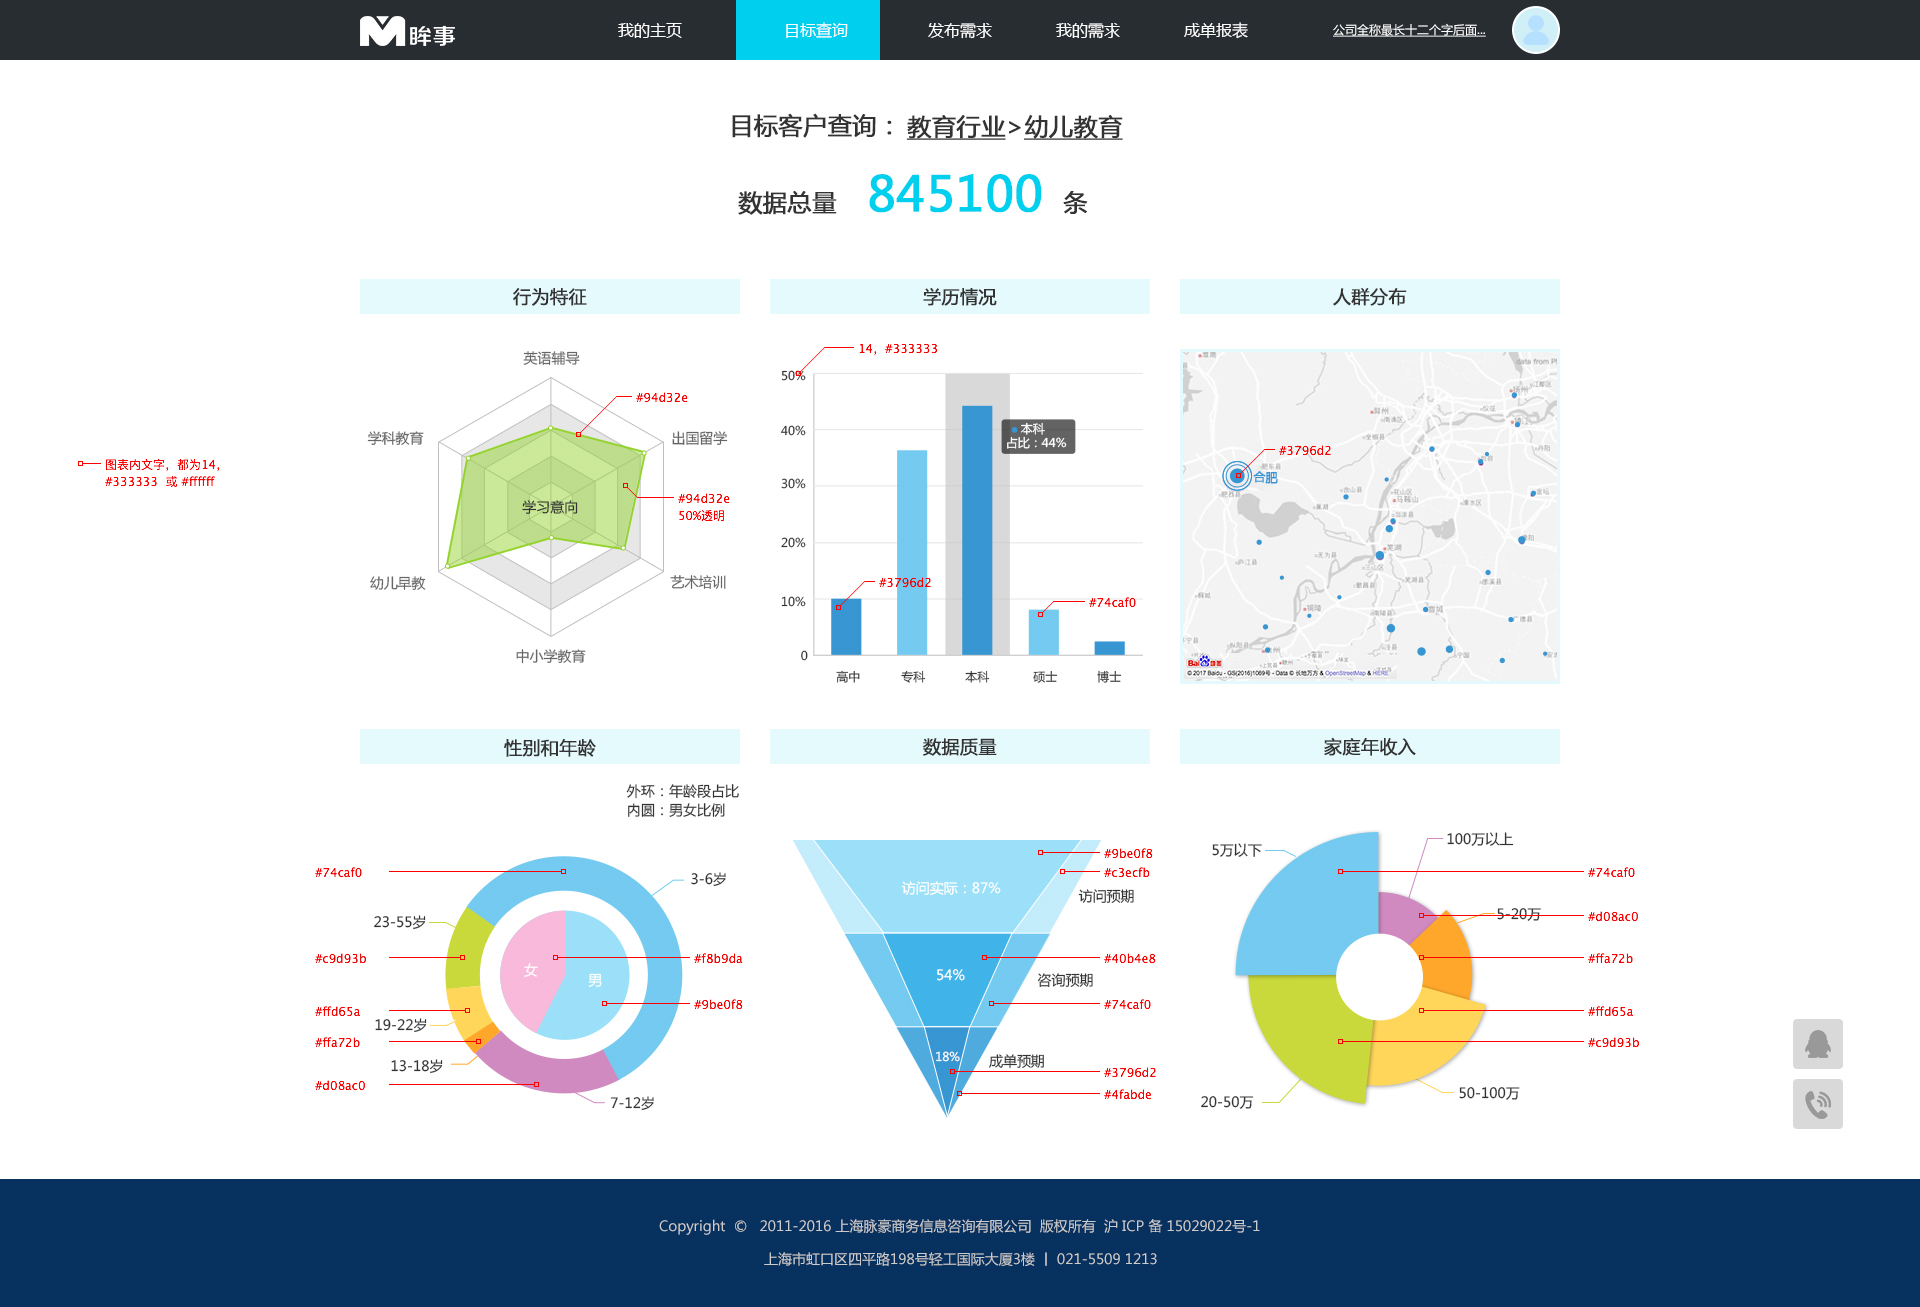 眸事
我的主页
目标查询
发布需求
我的需求
成单报表
公司全称最长十二个字后面...
目标客户查询： 教育行业>幼儿教育
数据总量 845100 条
行为特征
学历情况
人群分布
英语辅导
#94d32e
学科教育
出国留学
图表内文字，都为14，
#333333 或 #ffffff
#94d32e
50%透明
学习意向
幼儿早教
艺术培训
中小学教育
14，#333333
50%
40%
30%
20%
10%
0
本科
占比：44%
#3796d2
#74caf0
高中
专科
本科
硕士
博士
#3796d2
合肥
© 2017 Baidu - GS(2016)1069号 - Data © 长地万方 & OpenStreetMap & HERE
性别和年龄
数据质量
家庭年收入
外环：年龄段占比
内圆：男女比例
#74caf0
3-6岁
23-55岁
#c9d93b
#f8b9da
女
男
#9be0f8
#ffd65a
19-22岁
#ffa72b
13-18岁
#d08ac0
7-12岁
#9be0f8
#c3ecfb
访问实际：87%
访问预期
#40b4e8
54%
咨询预期
#74caf0
18%
成单预期
#3796d2
#4fabde
5万以下
100万以上
#74caf0
5-20万
#d08ac0
#ffa72b
#ffd65a
#c9d93b
20-50万
50-100万
Copyright © 2011-2016 上海脉豪商务信息咨询有限公司 版权所有 沪 ICP 备 15029022号-1
上海市虹口区四平路198号轻工国际大厦3楼 | 021-5509 1213